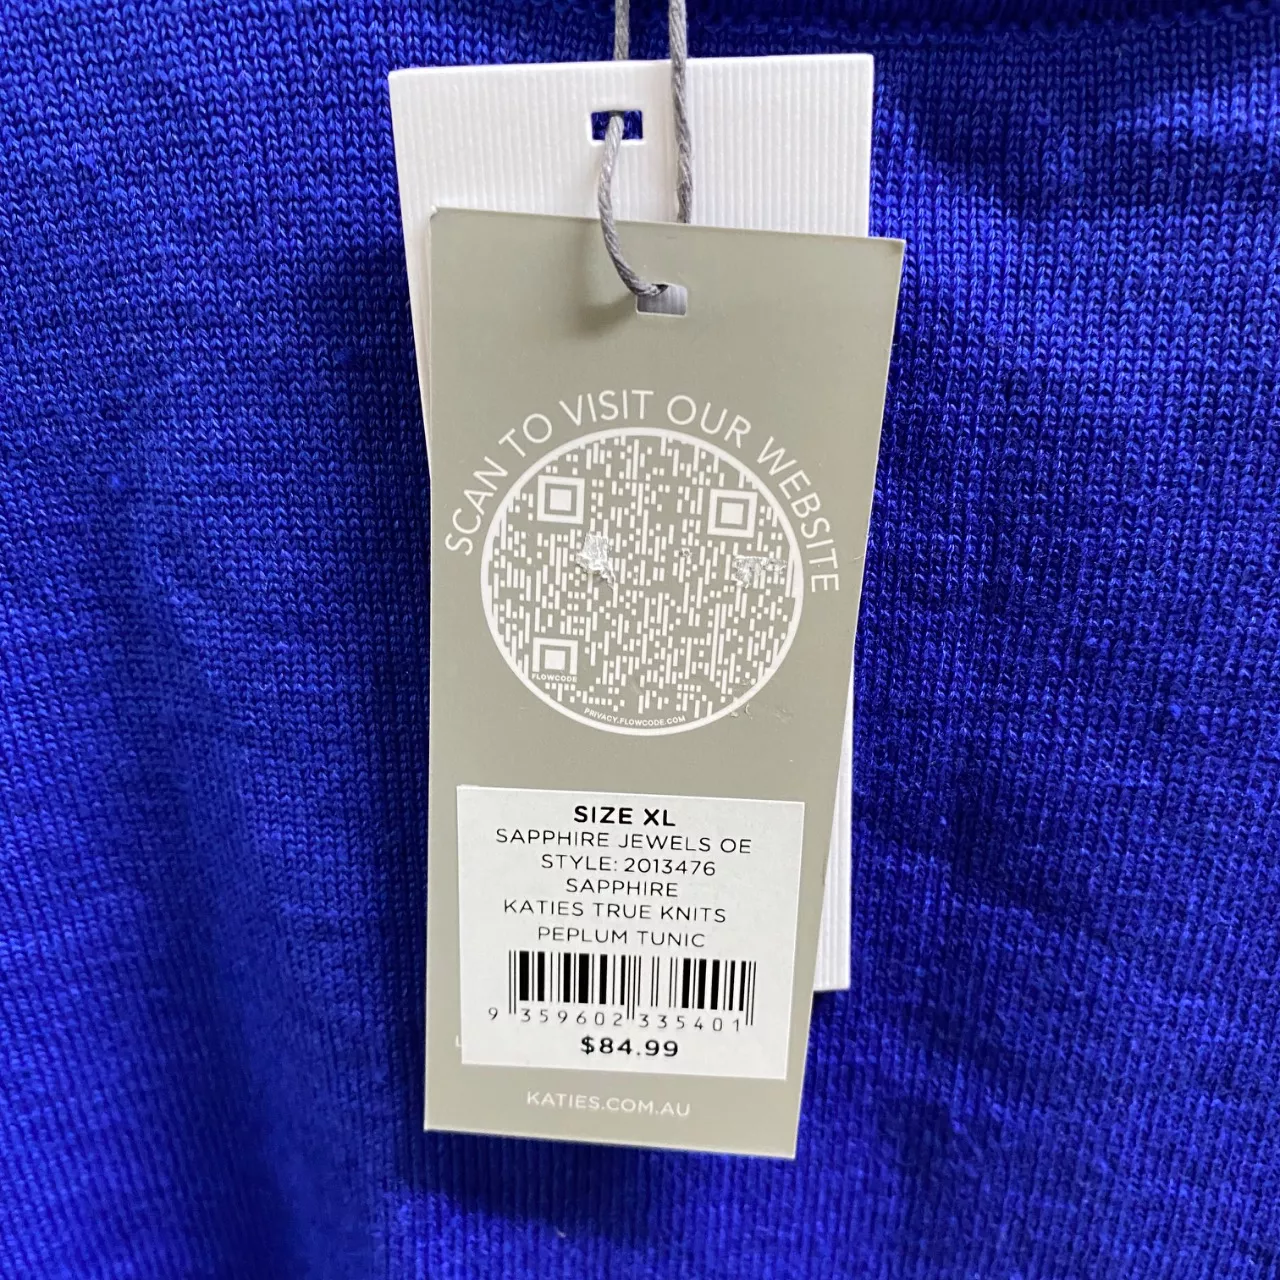 SCAN TO VISIT OUR WEBSITE
FLOWCODE
PRIVACY.FLOWCODE.COM
SIZE XL
SAPPHIRE JEWELS OE
STYLE: 2013476
SAPPHIRE
KATIES TRUE KNITS
PEPLUM TUNIC
9 359602 335401
$84.99
KATIES.COM.AU